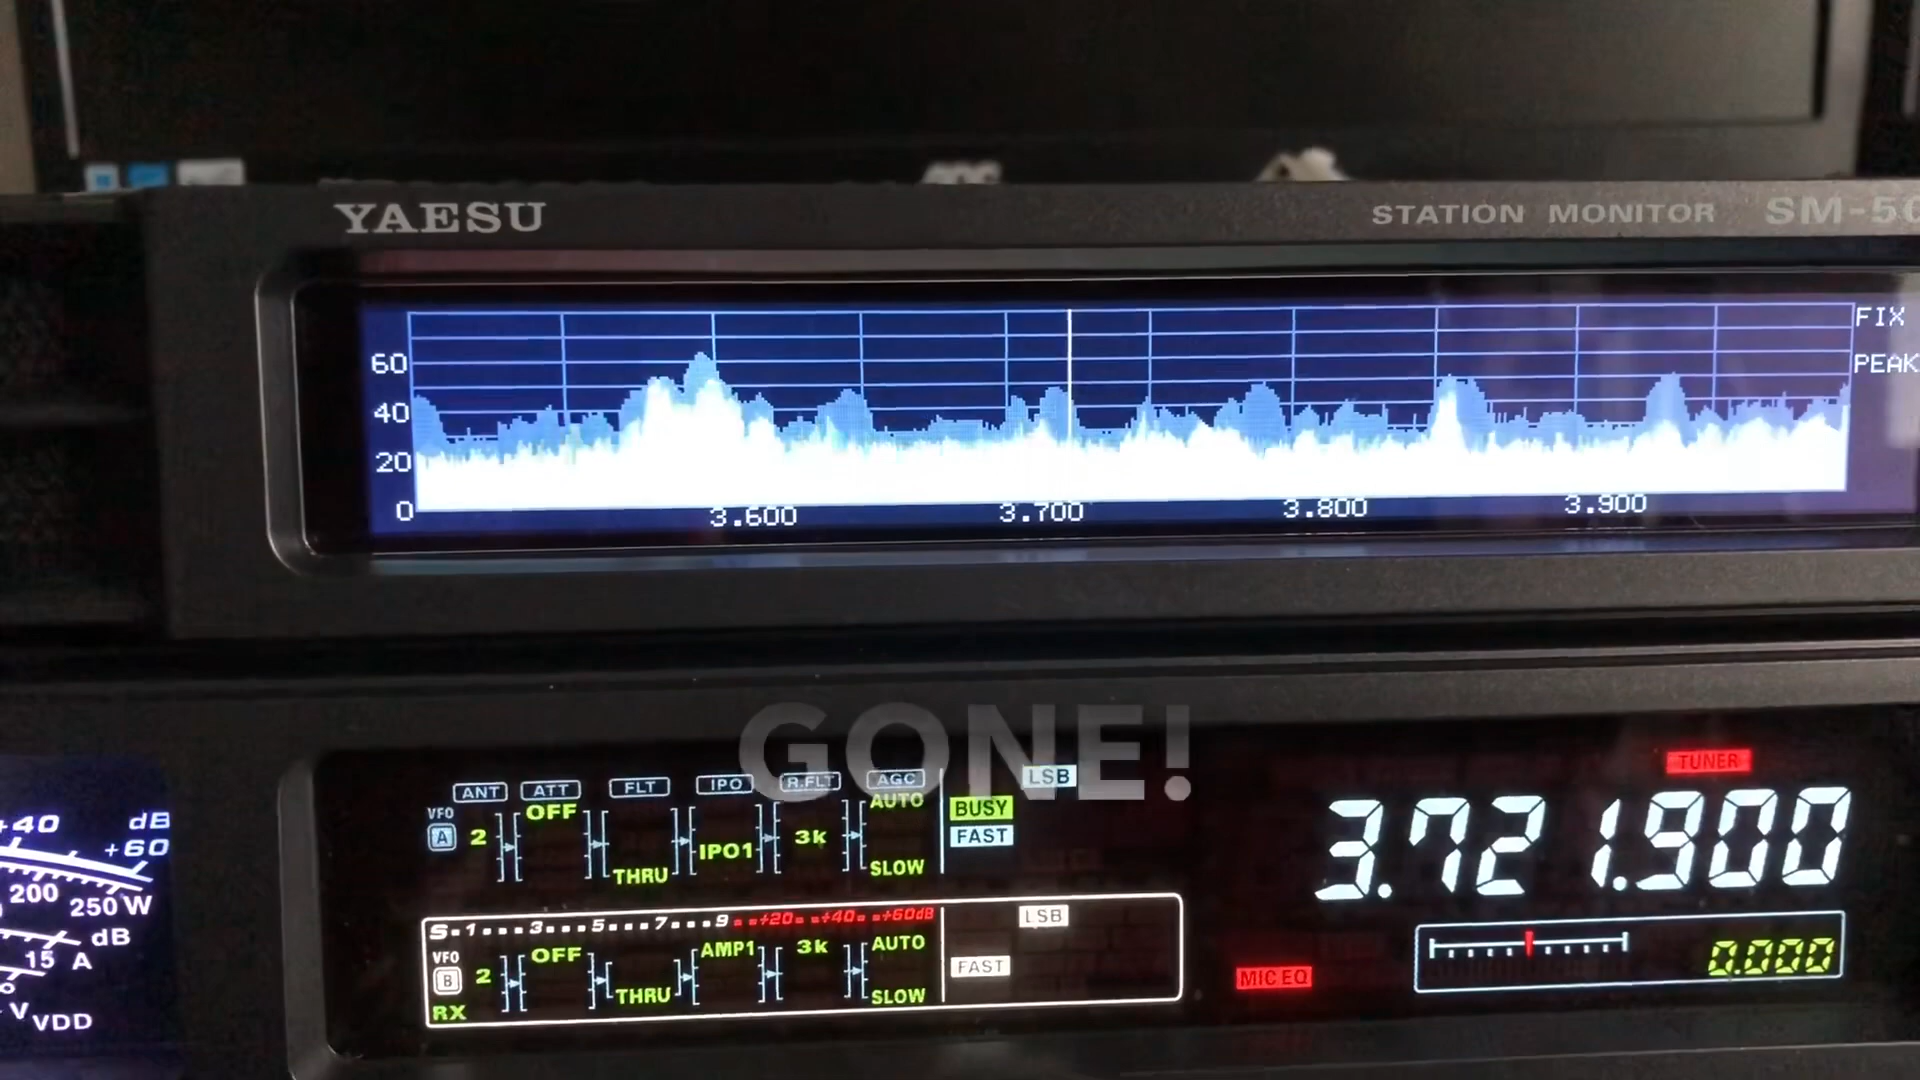 YAESU
STATION MONITOR SM-50
FIX
PEAK
60
40
20
0
3.600 3.700 3.800 3.900
GONE!
+40 dB
+60
200
250 W
dB
15 A
V
VDD
ANT ATT FLT IPO R.FLT AGC LSB
VFO A 2 OFF THRU IPO1 3k AUTO SLOW
BUSY
FAST
TUNER
3.721.900
S 1 3 5 7 9 +20 +40 +60dB
LSB
VFO B 2 OFF THRU AMP1 3k AUTO SLOW
RX
FAST
MIC EQ
0.000